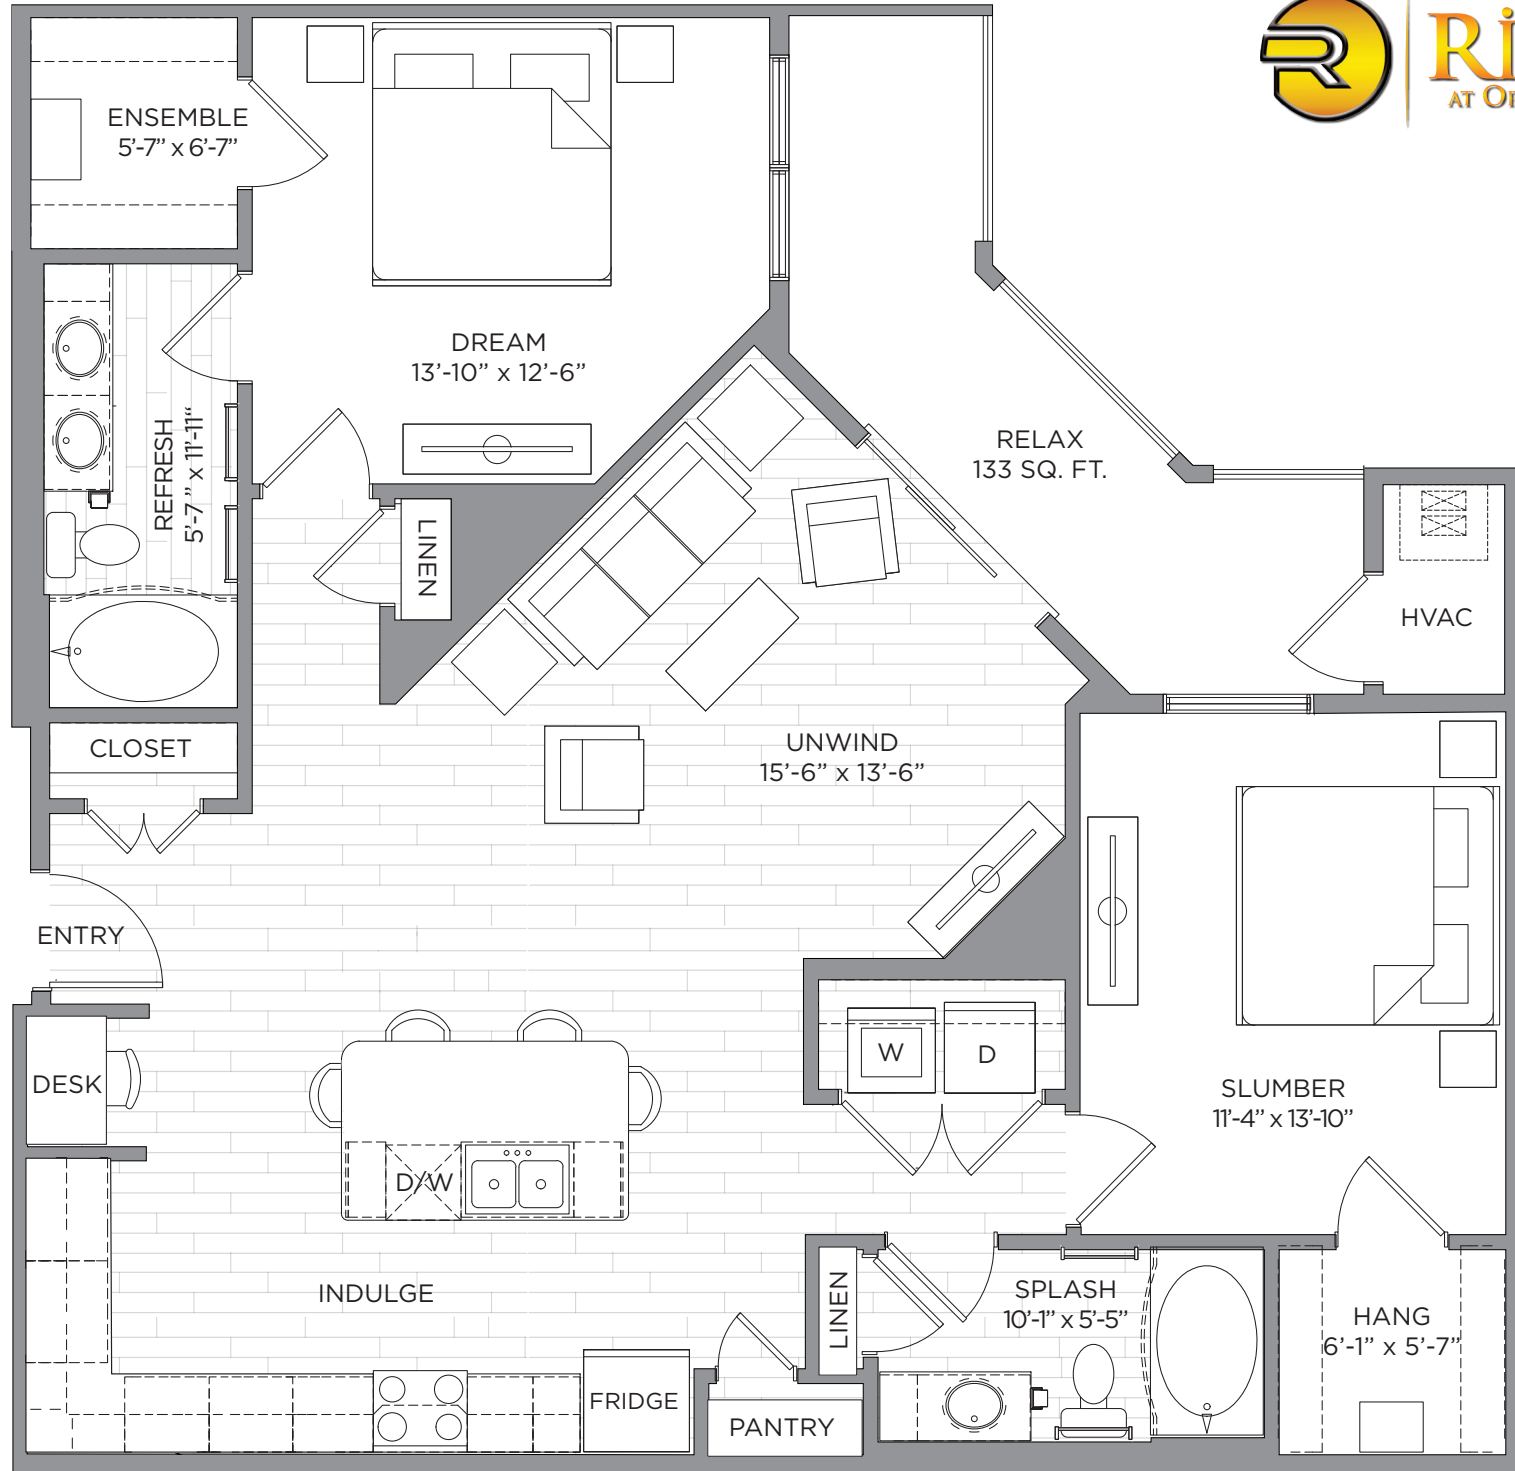 ENSEMBLE
5'-7" x 6'-7"
AT
DREAM
13'-10" x 12'-6"
REFRESH
5'-7" x 11'-11"
RELAX
133 SQ. FT.
LINEN
HVAC
CLOSET
UNWIND
15'-6" x 13'-6"
ENTRY
DESK
W
D
SLUMBER
11'-4" x 13'-10"
D/W
INDULGE
LINEN
SPLASH
10'-1" x 5'-5"
HANG
6'-1" x 5'-7"
FRIDGE
PANTRY